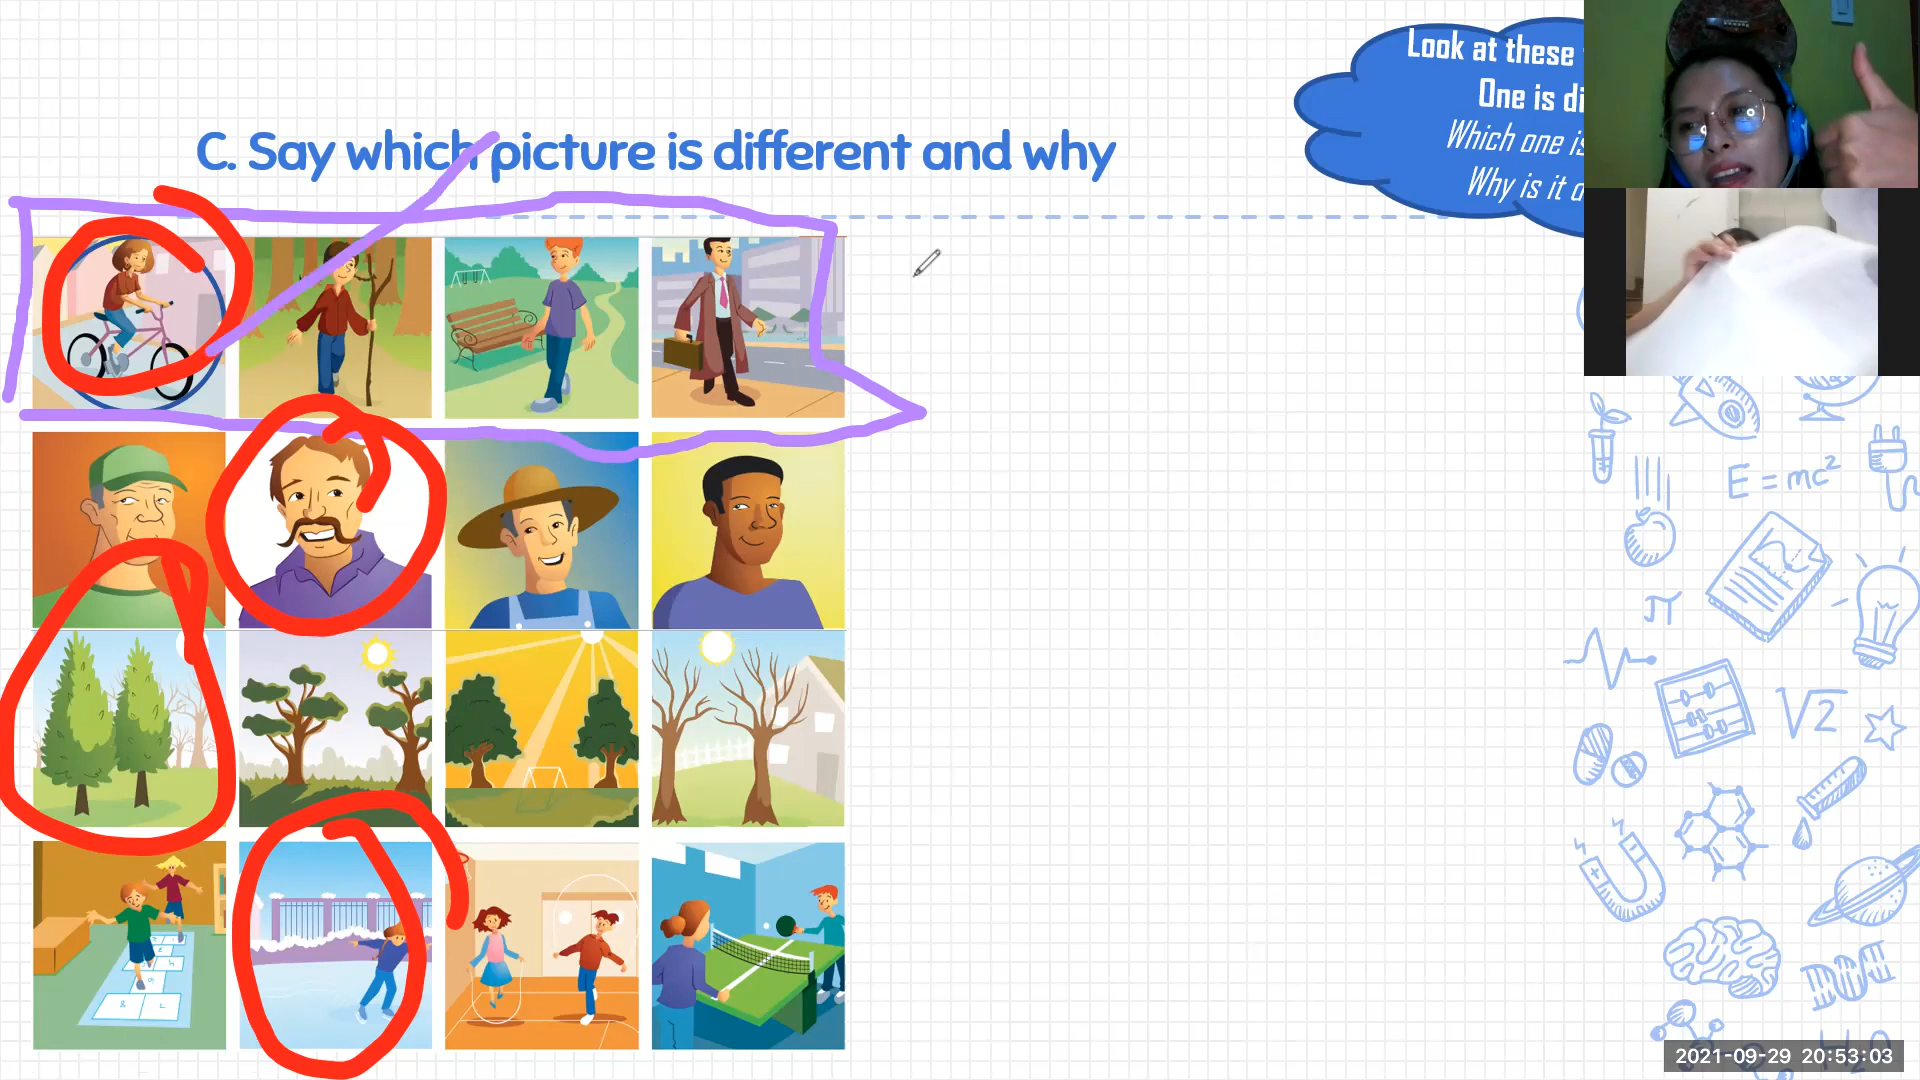 C. Say which picture is different and why
Look at these
One is di
Which one is
Why is it d
E = mc²
π
√2
H₂O
2021-09-29 20:53:03